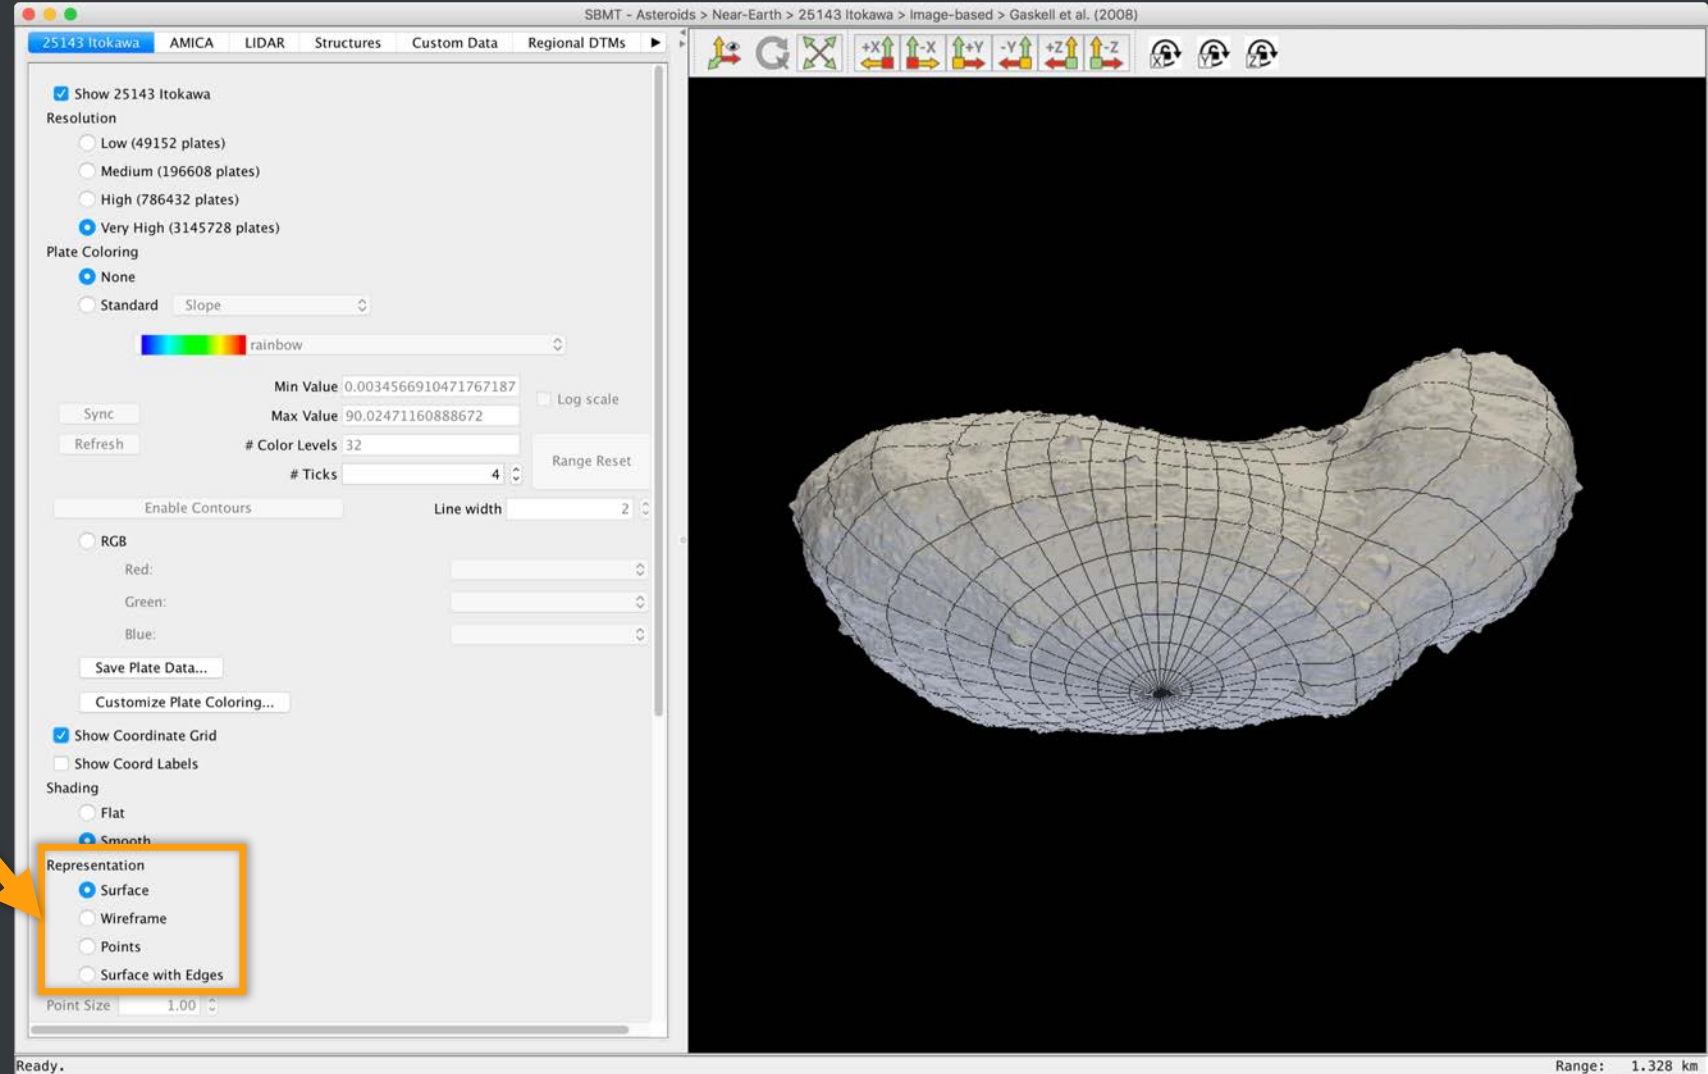 SBMT - Asteroids > Near-Earth > 25143 Itokawa > Image-based > Gaskell et al. (2008)
25143 Itokawa AMICA LIDAR Structures Custom Data Regional DTMs
+X -X +Y -Y +Z -Z X Y Z
Show 25143 Itokawa
Resolution
Low (49152 plates)
Medium (196608 plates)
High (786432 plates)
Very High (3145728 plates)
Plate Coloring
None
Standard Slope
rainbow
Min Value 0.0034566910471767187
Log scale
Sync Max Value 90.02471160888672
Refresh # Color Levels 32
Range Reset
# Ticks 4
Enable Contours Line width 2
RGB
Red:
Green:
Blue:
Save Plate Data...
Customize Plate Coloring...
Show Coordinate Grid
Show Coord Labels
Shading
Flat
Smooth
Representation
Surface
Wireframe
Points
Surface with Edges
Point Size 1.00
Ready. Range: 1.328 km